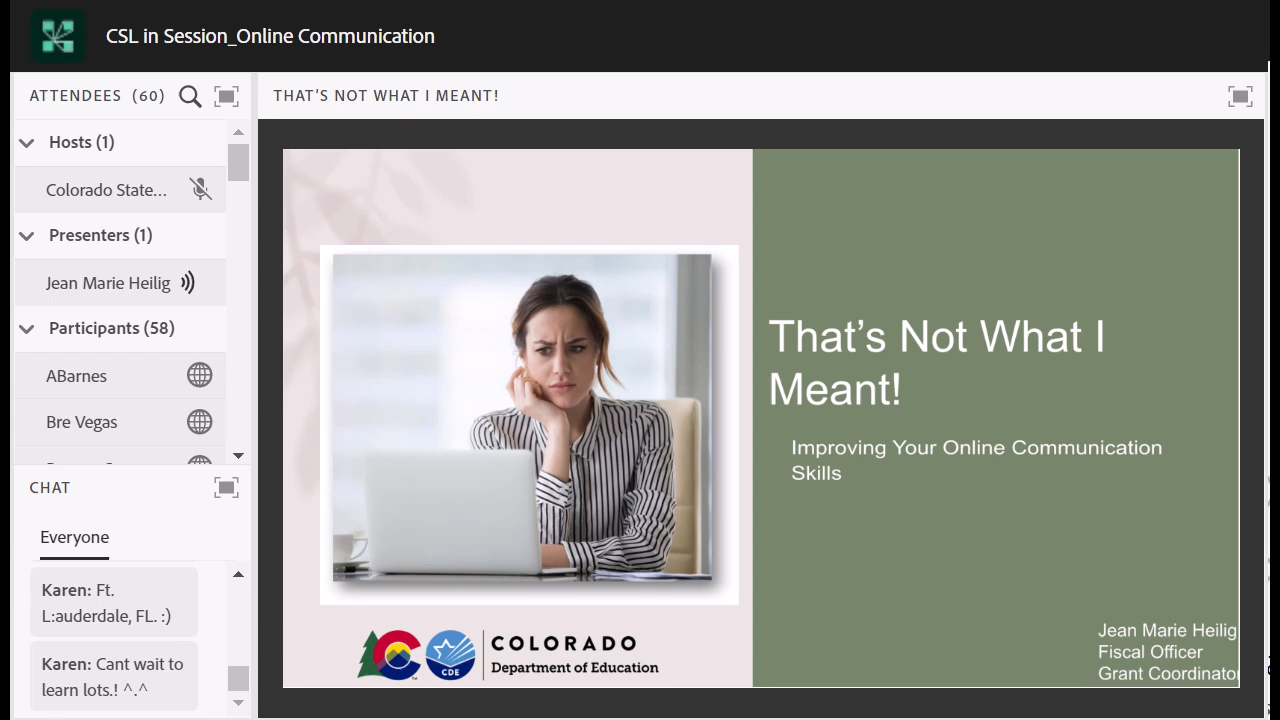 CSL in Session_Online Communication
ATTENDEES (60)
Hosts (1)
Colorado State...
Presenters (1)
Jean Marie Heilig
Participants (58)
ABarnes
Bre Vegas
CHAT
Everyone
Karen: Ft.
L:auderdale, FL. :)
Karen: Cant wait to
learn lots.! ^.^
THAT'S NOT WHAT I MEANT!
That's Not What I
Meant!
Improving Your Online Communication
Skills
C
CDE
COLORADO
Department of Education
Jean Marie Heilig
Fiscal Officer
Grant Coordinator